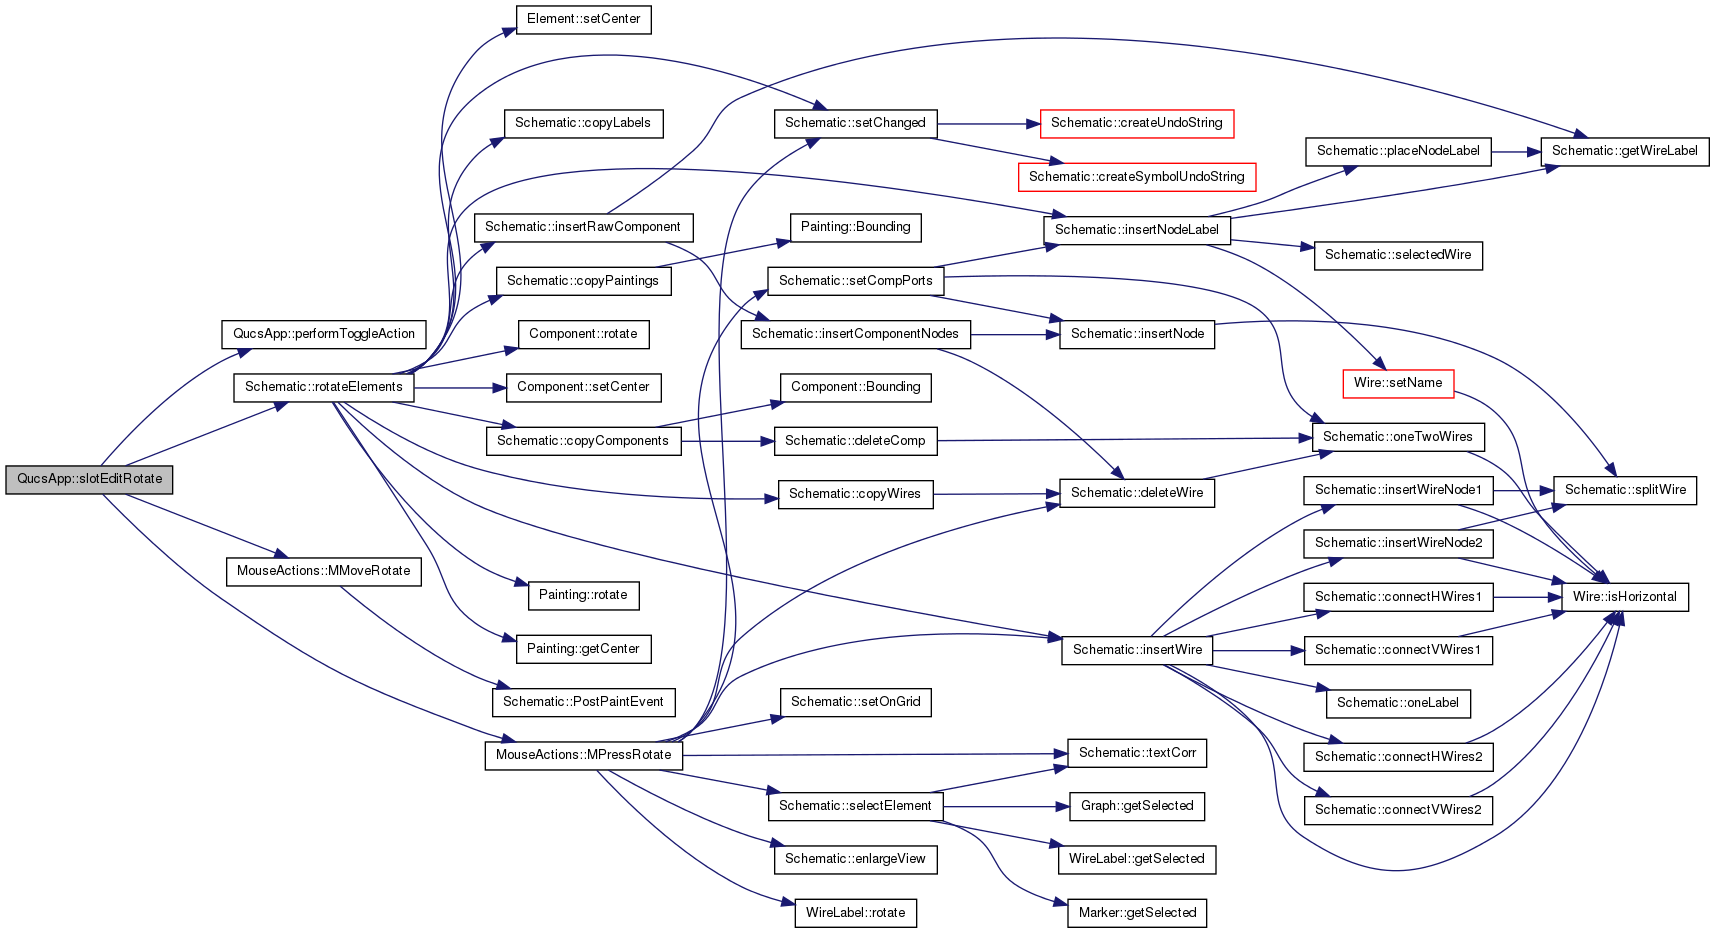 Element::setCenter
Schematic::copyLabels
Schematic::setChanged
Schematic::createUndoString
Schematic::placeNodeLabel
Schematic::getWireLabel
Schematic::createSymbolUndoString
Schematic::insertRawComponent
Painting::Bounding
Schematic::insertNodeLabel
Schematic::selectedWire
Schematic::copyPaintings
Schematic::setCompPorts
QucsApp::performToggleAction
Component::rotate
Schematic::insertComponentNodes
Schematic::insertNode
Schematic::rotateElements
Component::setCenter
Component::Bounding
Wire::setName
Schematic::copyComponents
Schematic::deleteComp
Schematic::oneTwoWires
QucsApp::slotEditRotate
Schematic::copyWires
Schematic::deleteWire
Schematic::insertWireNode1
Schematic::splitWire
Schematic::insertWireNode2
MouseActions::MMoveRotate
Painting::rotate
Schematic::connectHWires1
Wire::isHorizontal
Painting::getCenter
Schematic::insertWire
Schematic::connectVWires1
Schematic::PostPaintEvent
Schematic::setOnGrid
Schematic::oneLabel
MouseActions::MPressRotate
Schematic::textCorr
Schematic::connectHWires2
Schematic::selectElement
Graph::getSelected
Schematic::connectVWires2
Schematic::enlargeView
WireLabel::getSelected
WireLabel::rotate
Marker::getSelected